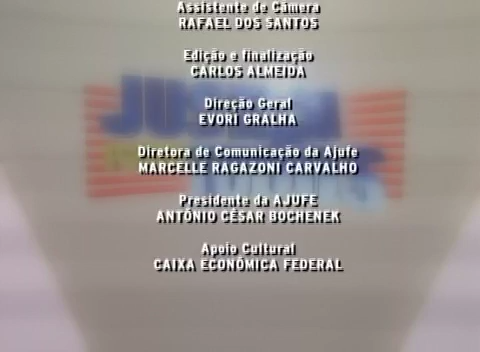 Assistente de Câmera
RAFAEL DOS SANTOS
Edição e finalização
CARLOS ALMEIDA
Direção Geral
EVORI GRALHA
Diretora de Comunicação da Ajufe
MARCELLE RAGAZONI CARVALHO
Presidente da AJUFE
ANTÔNIO CÉSAR BOCHENEK
Apoio Cultural
CAIXA ECONÔMICA FEDERAL